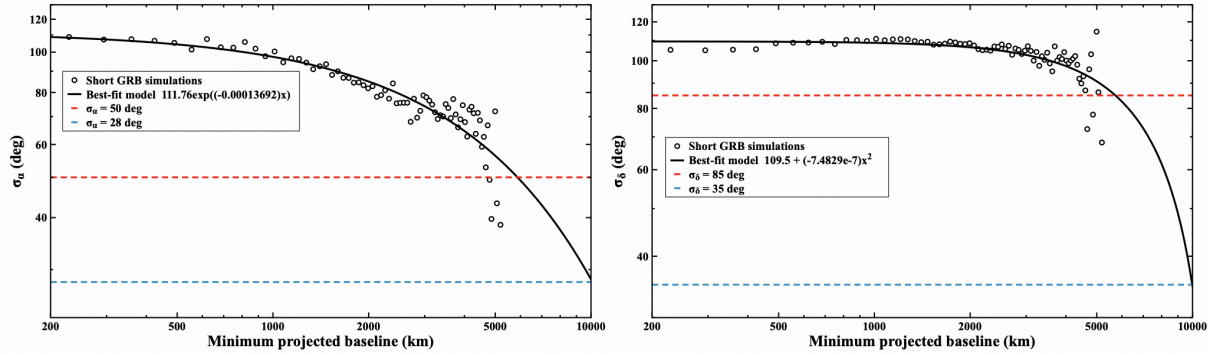 120
100
80
60
40
σα (deg)
Short GRB simulations
Best-fit model 111.76exp((-0.00013692)x)
σα = 50 deg
σα = 28 deg
200 500 1000 2000 5000 10000
Minimum projected baseline (km)
120
100
80
60
40
σδ (deg)
Short GRB simulations
Best-fit model 109.5 + (-7.4829e-7)x²
σδ = 85 deg
σδ = 35 deg
200 500 1000 2000 5000 10000
Minimum projected baseline (km)